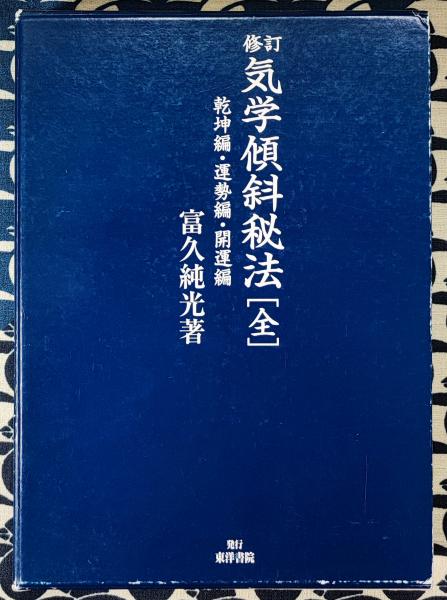 修訂 気学傾斜秘法[全]
乾坤編・運勢編・開運編
富久純光著
発行
東洋書院